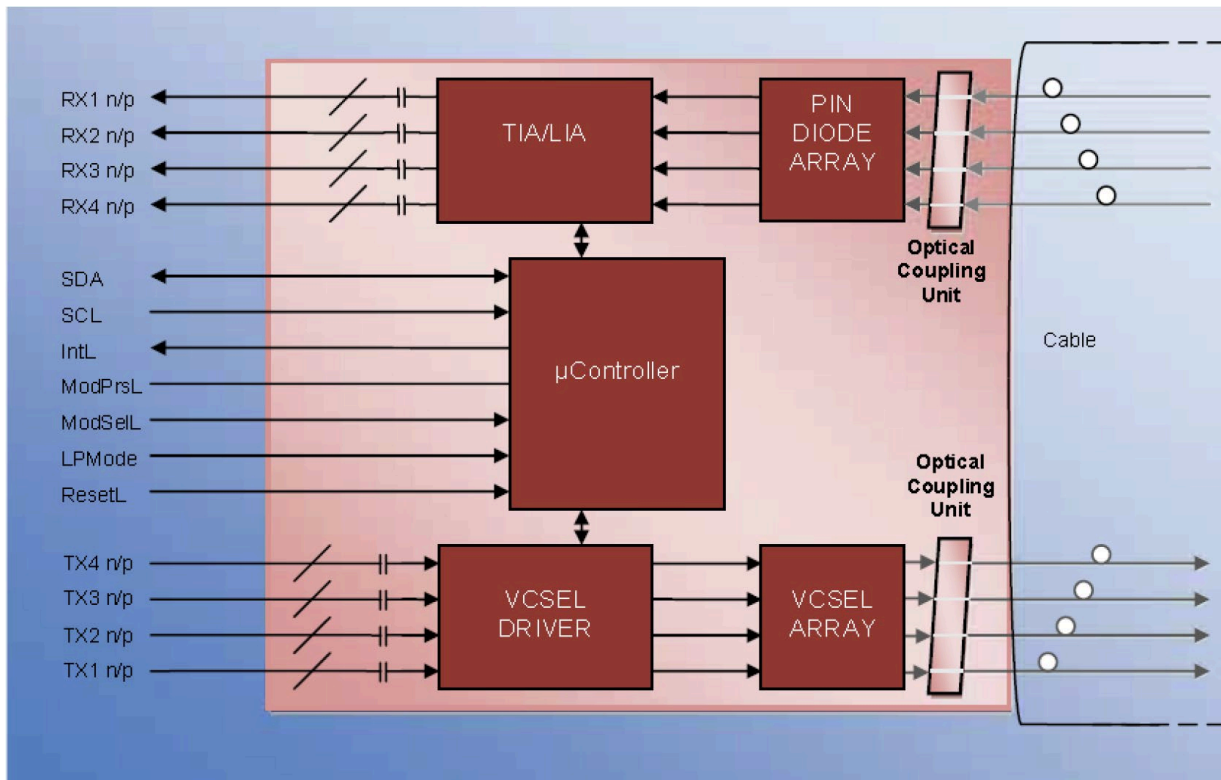 RX1 n/p
RX2 n/p
RX3 n/p
RX4 n/p
TIA/LIA
PIN
DIODE
ARRAY
Optical
Coupling
Unit
SDA
SCL
IntL
ModPrsL
ModSelL
LPMode
ResetL
µController
Cable
Optical
Coupling
Unit
TX4 n/p
TX3 n/p
TX2 n/p
TX1 n/p
VCSEL
DRIVER
VCSEL
ARRAY